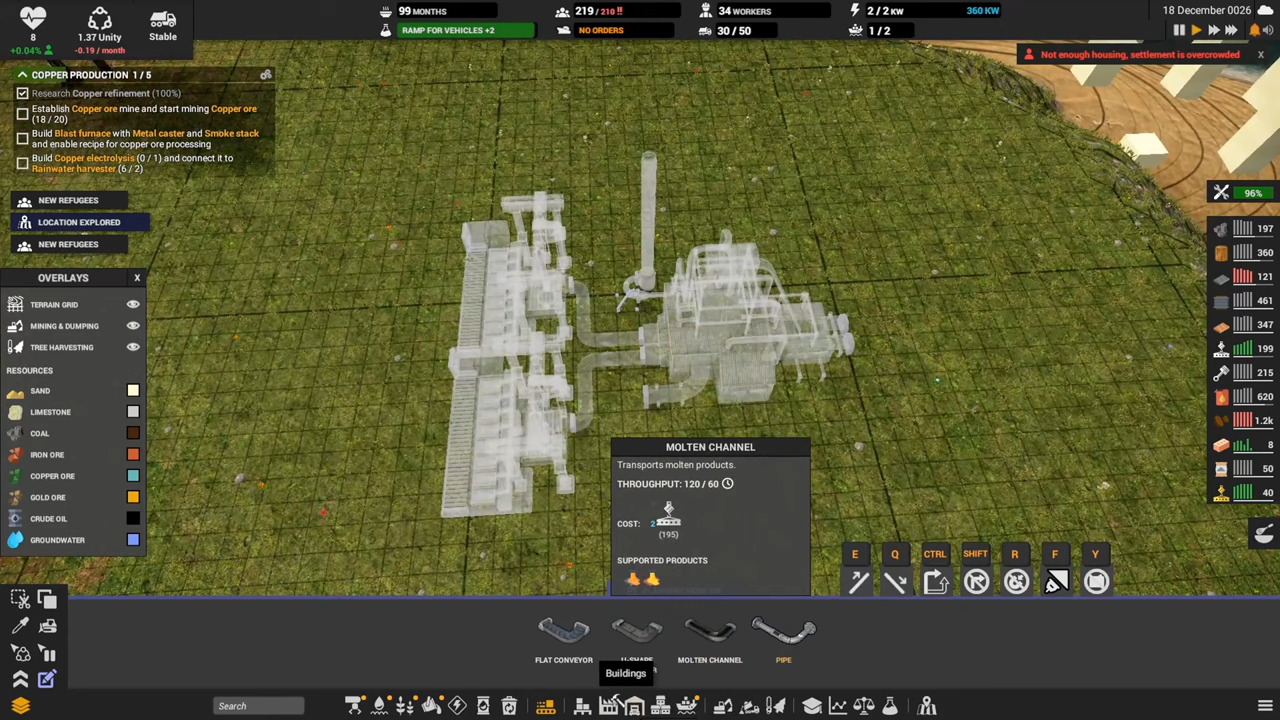 8
+0.04%
1.37 Unity
-0.19 / month
Stable
99 MONTHS
RAMP FOR VEHICLES +2
219 / 210 !!
NO ORDERS
34 WORKERS
30 / 50
2 / 2 KW
360 KW
1 / 2
18 December 0026
Not enough housing, settlement is overcrowded
X
COPPER PRODUCTION 1 / 5
Research Copper refinement (100%)
Establish Copper ore mine and start mining Copper ore
(18 / 20)
Build Blast furnace with Metal caster and Smoke stack
and enable recipe for copper ore processing
Build Copper electrolysis (0 / 1) and connect it to
Rainwater harvester (6 / 2)
NEW REFUGEES
LOCATION EXPLORED
NEW REFUGEES
OVERLAYS
X
TERRAIN GRID
MINING & DUMPING
TREE HARVESTING
RESOURCES
SAND
LIMESTONE
COAL
IRON ORE
COPPER ORE
GOLD ORE
CRUDE OIL
GROUNDWATER
96%
197
360
121
461
347
199
215
620
1.2k
8
50
40
MOLTEN CHANNEL
Transports molten products.
THROUGHPUT: 120 / 60
COST: 2
(195)
SUPPORTED PRODUCTS
E
Q
CTRL
SHIFT
R
F
Y
FLAT CONVEYOR
U-SHAPE
MOLTEN CHANNEL
PIPE
Buildings
Search